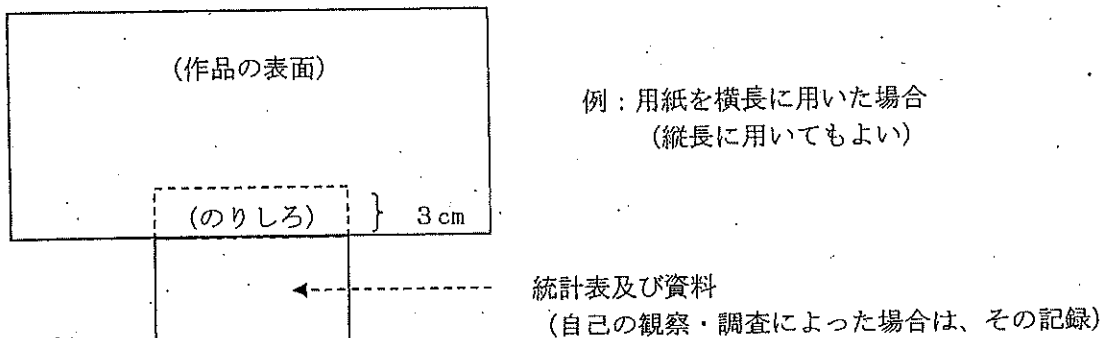 (作品の表面)
例：用紙を横長に用いた場合
(縦長に用いてもよい)
(のりしろ)
3cm
統計表及び資料
(自己の観察・調査によった場合は、その記録)